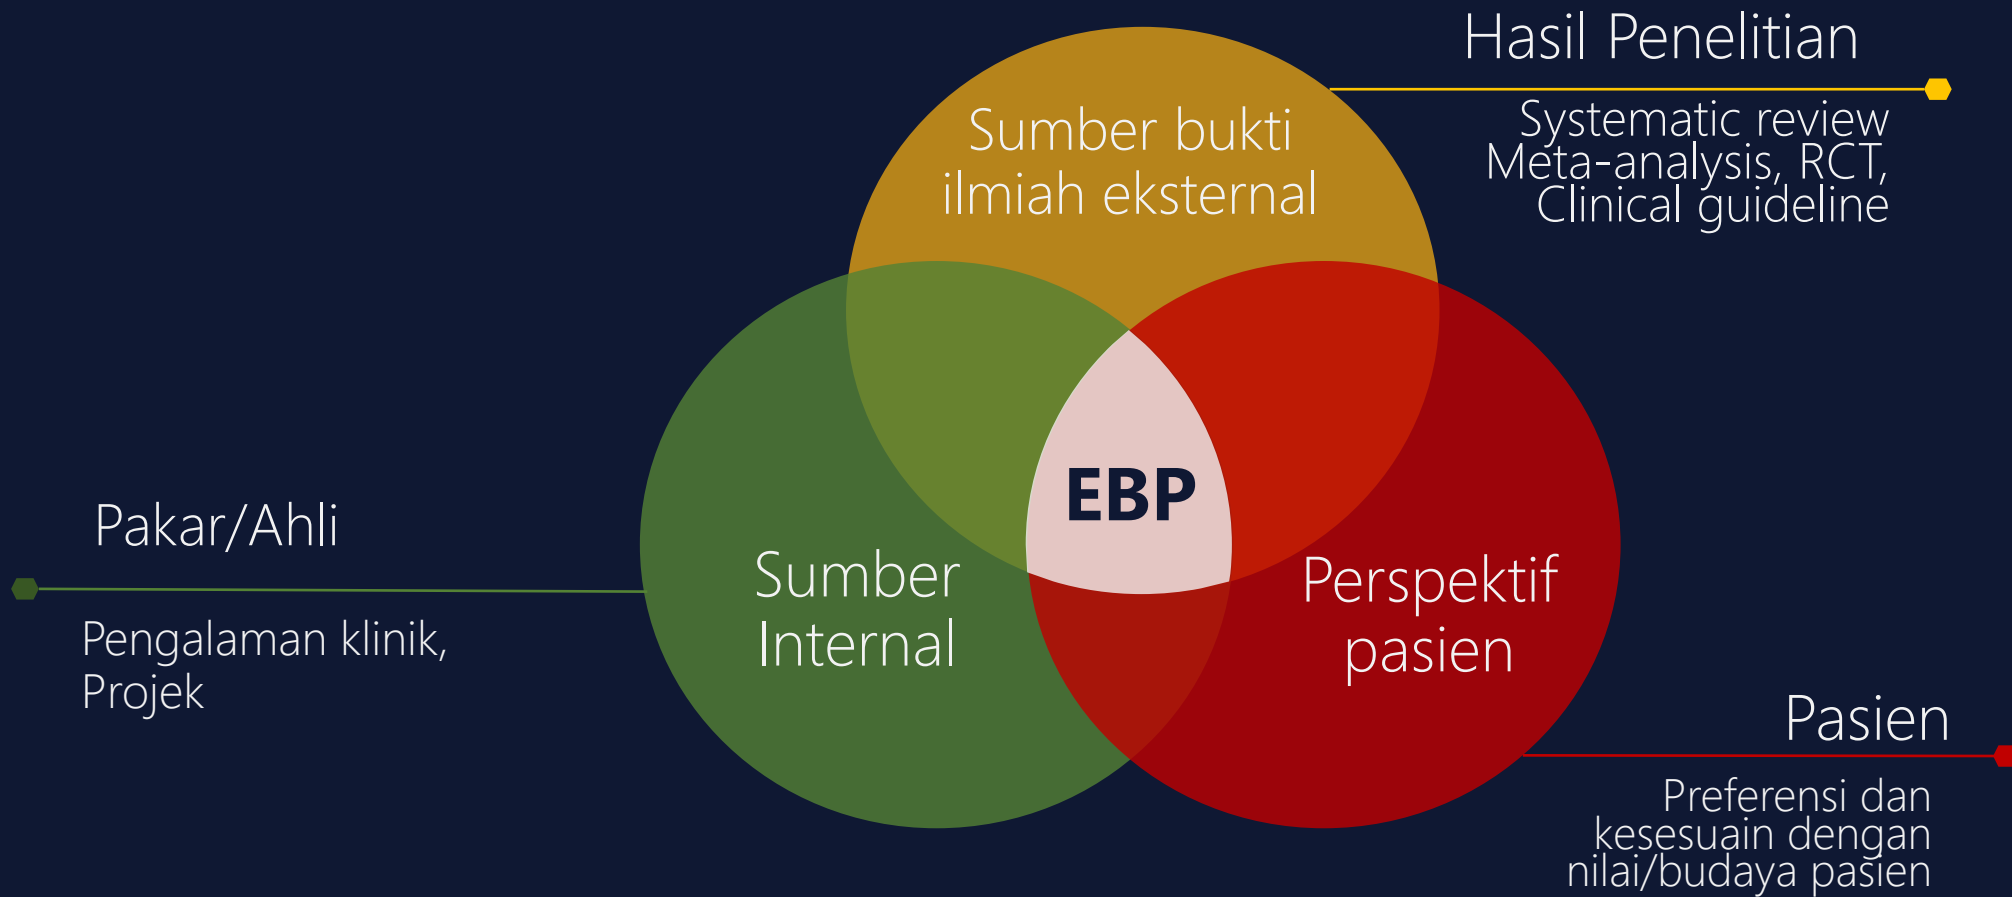 Hasil Penelitian
Systematic review
Meta-analysis, RCT,
Clinical guideline
Sumber bukti
ilmiah eksternal
EBP
Pakar/Ahli
Pengalaman klinik,
Projek
Sumber
Internal
Perspektif
pasien
Pasien
Preferensi dan
kesesuain dengan
nilai/budaya pasien